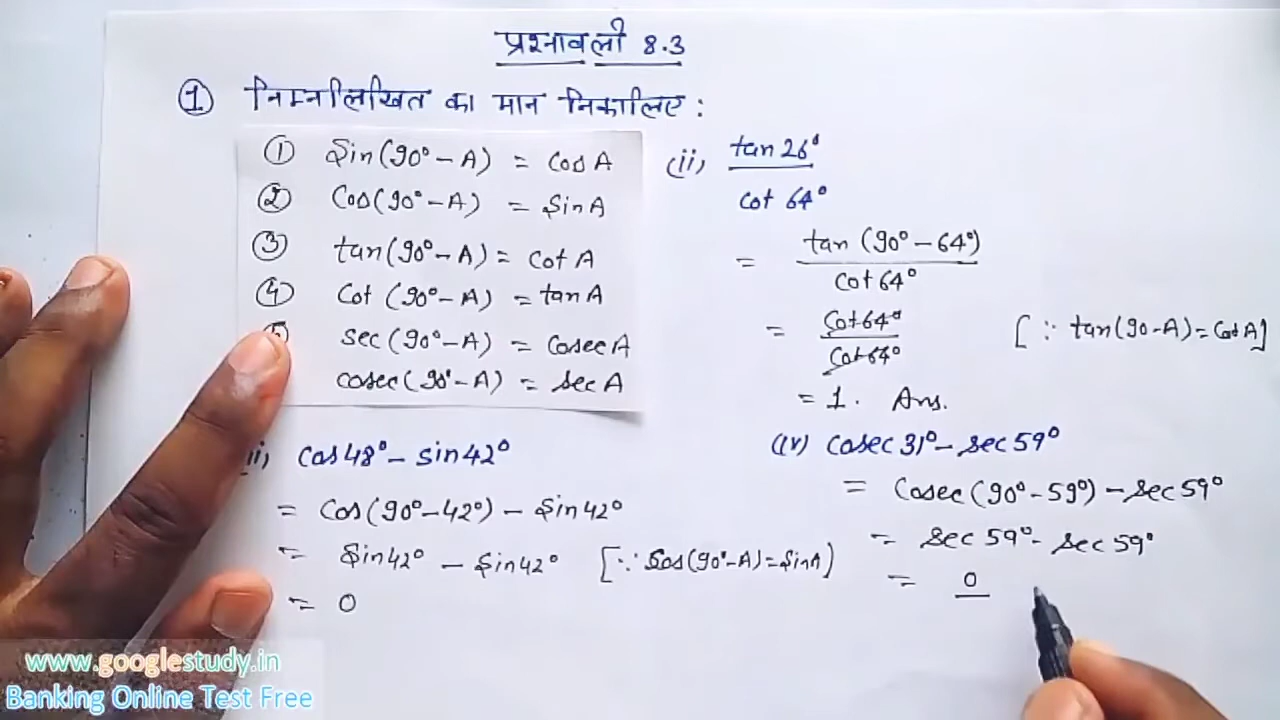 प्रश्नावली 8.3
① निम्नलिखित का मान निकालिए :
① Sin(90° - A) = Cos A
② Cos(90° - A) = Sin A
③ tan(90° - A) = Cot A
④ Cot (90° - A) = tan A
⑤ sec (90° - A) = Cosec A
Cosec (90° - A) = Sec A
(ii) tan 26°
Cot 64°
= tan (90° - 64°)
Cot 64°
= Cot 64° [ ∵ tan(90 - A) = Cot A]
Cot 64°
= 1. Ans.
ii) Cos 48° - sin 42°
= Cos(90° - 42°) - Sin 42°
= Sin 42° - Sin 42° [∵ Cos(90° - A) = Sin A]
= 0
(iv) Cosec 31° - sec 59°
= Cosec (90° - 59°) - Sec 59°
= Sec 59° - Sec 59°
= 0
www.googlestudy.in
Banking Online Test Free